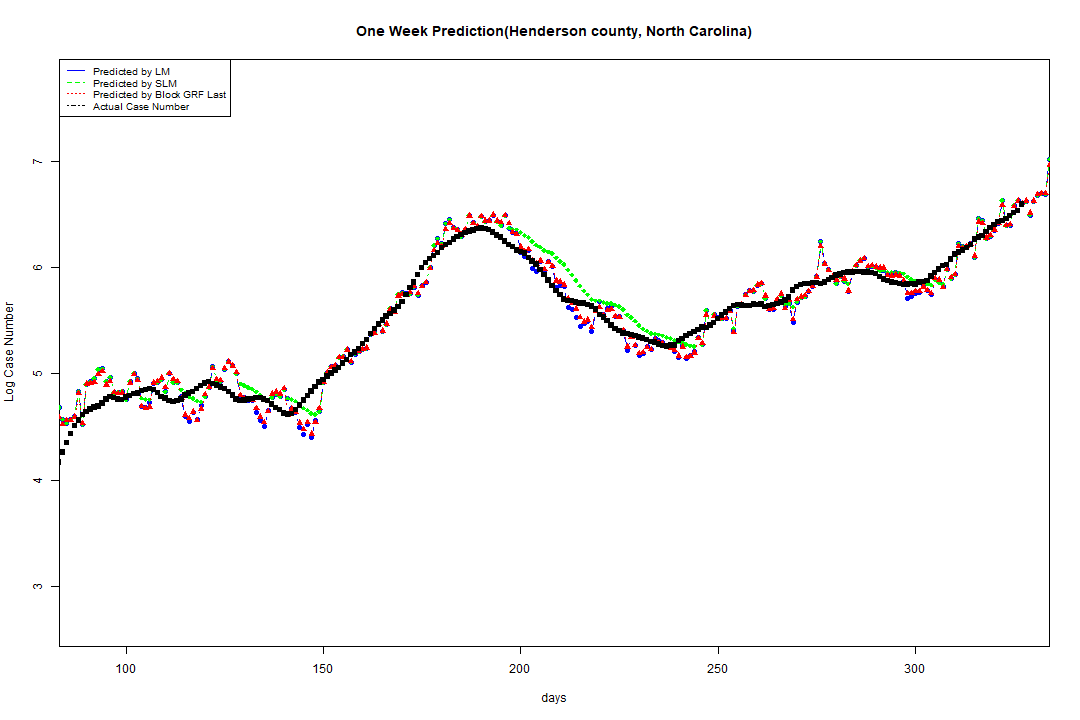 One Week Prediction(Henderson county, North Carolina)
Predicted by LM
Predicted by SLM
Predicted by Block GRF Last
Actual Case Number
7
6
5
4
3
Log Case Number
100 150 200 250 300
days